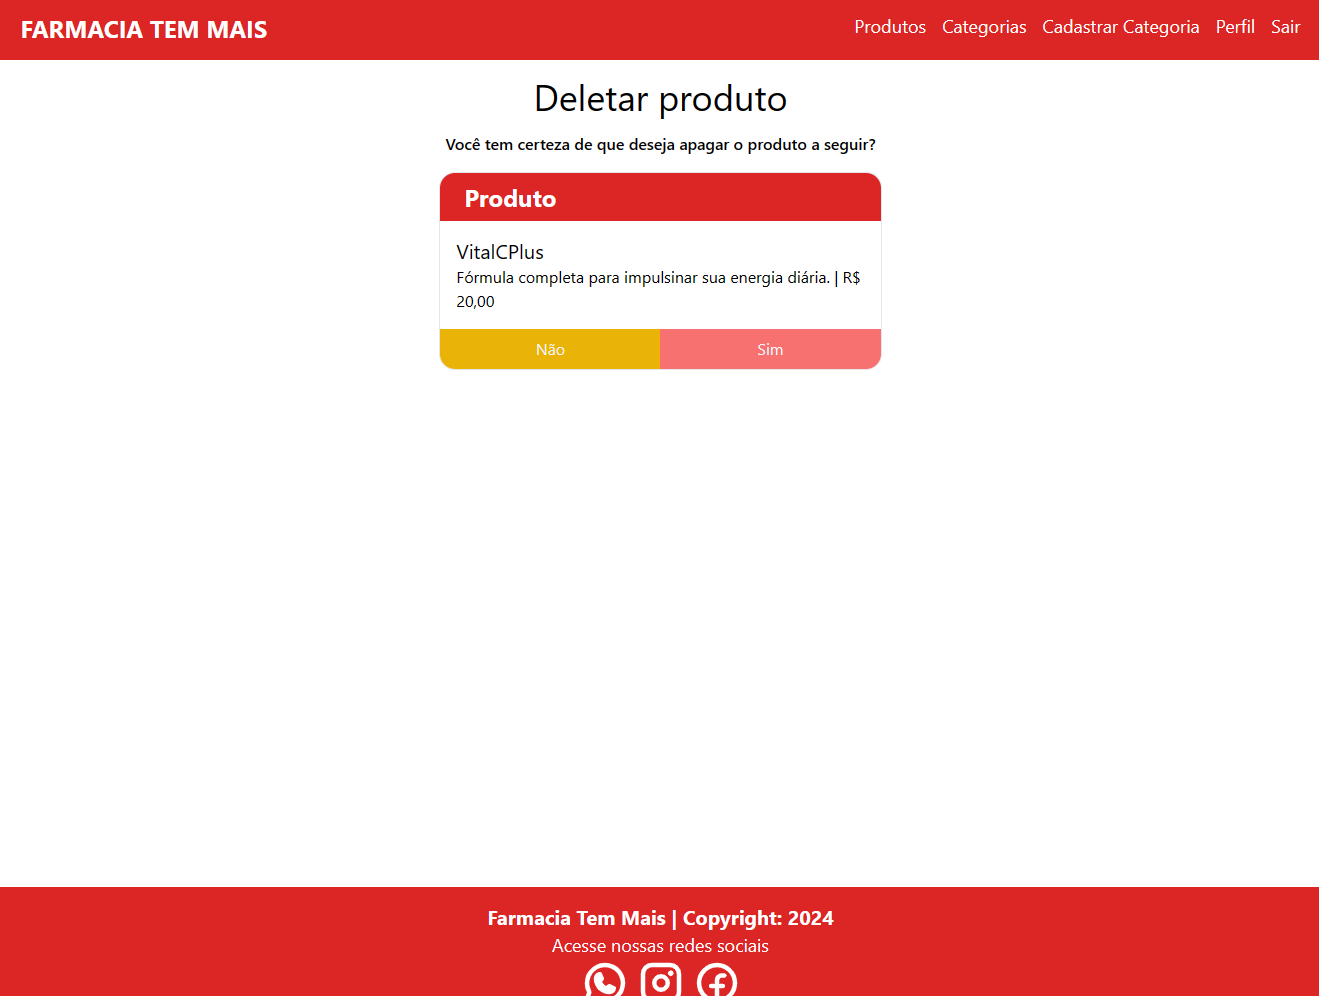 FARMACIA TEM MAIS
Produtos Categorias Cadastrar Categoria Perfil Sair
Deletar produto
Você tem certeza de que deseja apagar o produto a seguir?
Produto
VitalCPlus
Fórmula completa para impulsinar sua energia diária. | R$
20,00
Não Sim
Farmacia Tem Mais | Copyright: 2024
Acesse nossas redes sociais